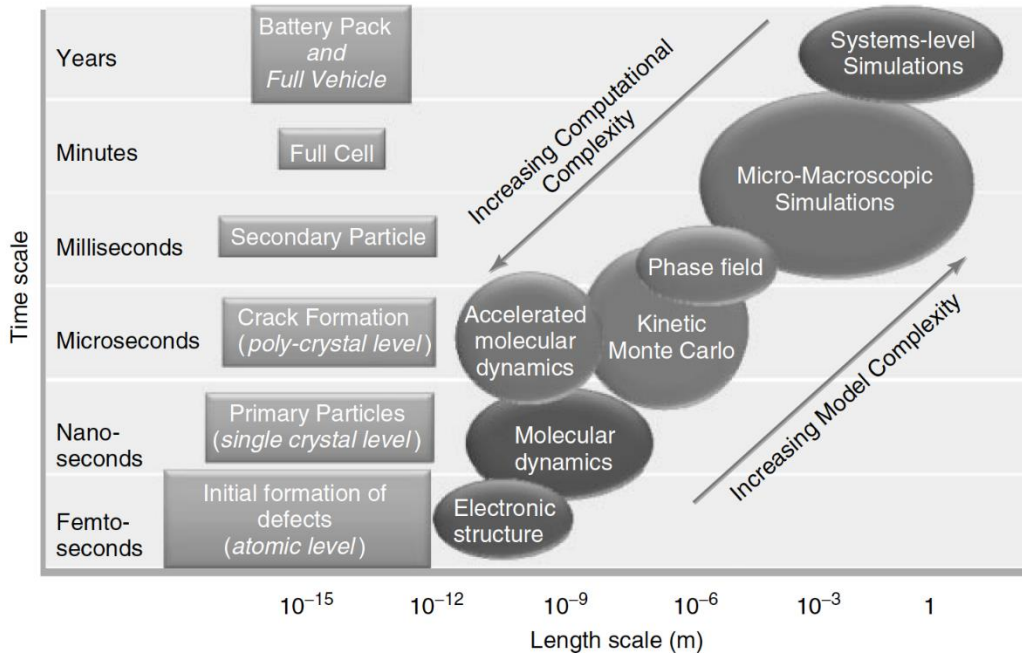 Time scale
Years
Minutes
Milliseconds
Microseconds
Nano-
seconds
Femto-
seconds
Battery Pack
and
Full Vehicle
Full Cell
Secondary Particle
Crack Formation
(poly-crystal level)
Primary Particles
(single crystal level)
Initial formation of
defects
(atomic level)
Increasing Computational
Complexity
Systems-level
Simulations
Micro-Macroscopic
Simulations
Phase field
Kinetic
Monte Carlo
Accelerated
molecular
dynamics
Molecular
dynamics
Electronic
structure
Increasing Model Complexity
10⁻¹⁵ 10⁻¹² 10⁻⁹ 10⁻⁶ 10⁻³ 1
Length scale (m)